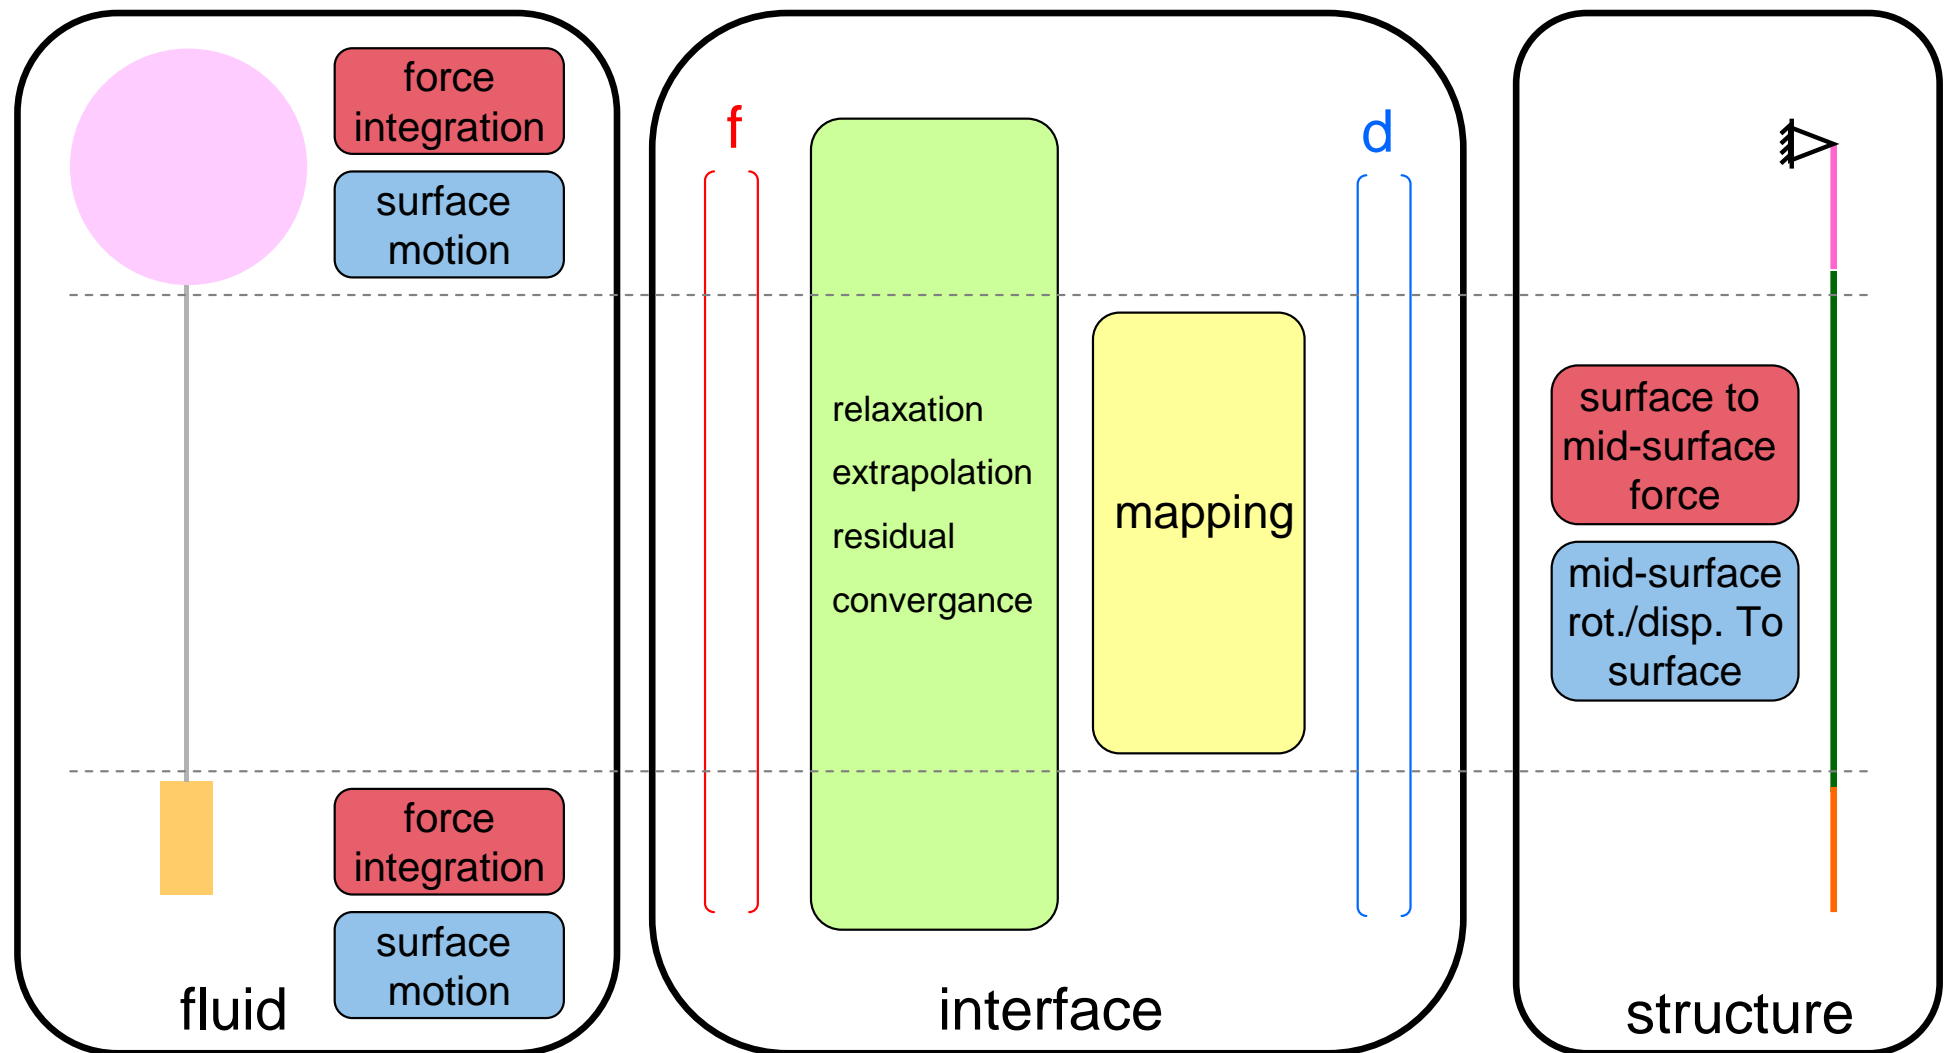 force
integration
surface
motion
force
integration
surface
motion
fluid
f
relaxation
extrapolation
residual
convergance
mapping
d
interface
surface to
mid-surface
force
mid-surface
rot./disp. To
surface
structure